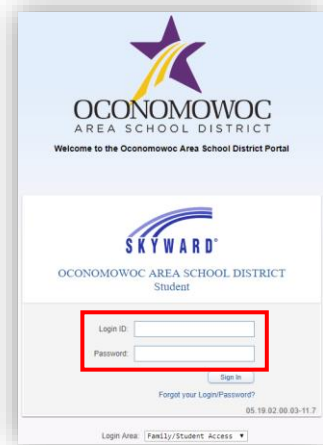 OCONOMOWOC
AREA SCHOOL DISTRICT
Welcome to the Oconomowoc Area School District Portal
SKYWARD®
OCONOMOWOC AREA SCHOOL DISTRICT
Student
Login ID:
Password:
Sign In
Forgot your Login/Password?
05.19.02.00.03-11.7
Login Area: Family/Student Access